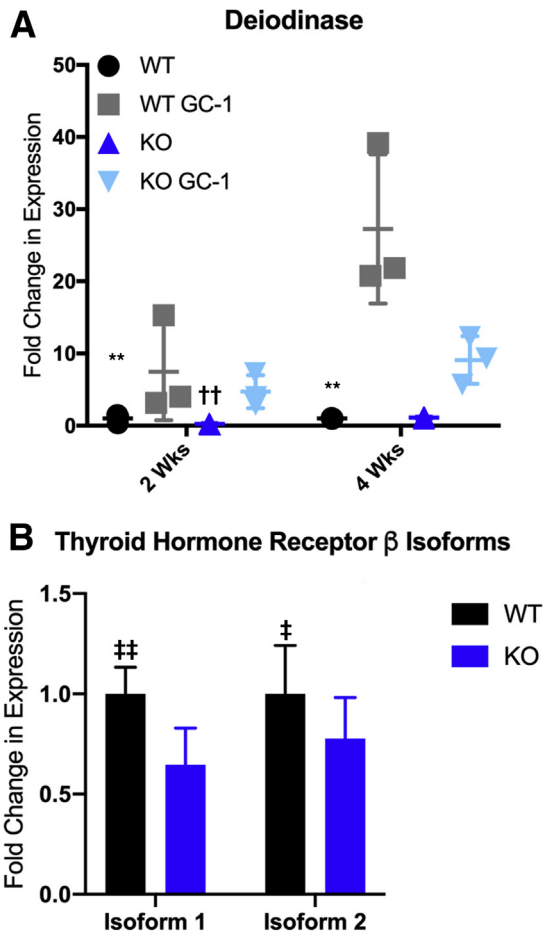 A
Deiodinase
Fold Change in Expression
50
40
30
20
10
0
WT
WT GC-1
KO
KO GC-1
**
††
**
2 Wks
4 Wks
B
Thyroid Hormone Receptor β Isoforms
Fold Change in Expression
1.5
1.0
0.5
0.0
‡‡
‡
WT
KO
Isoform 1
Isoform 2